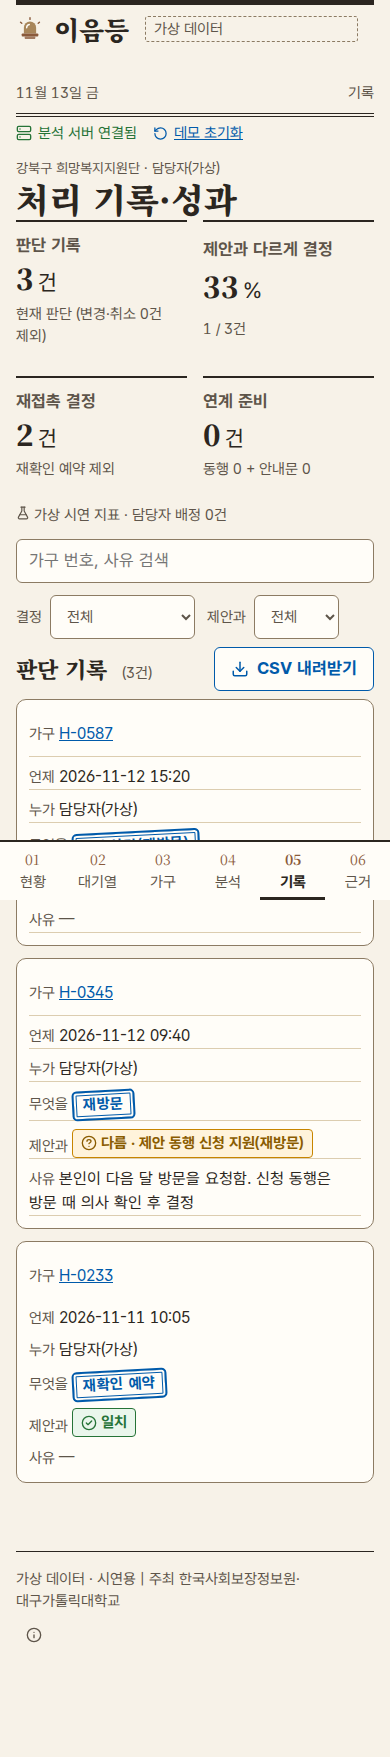 이음등
가상 데이터
11월 13일 금
기록
분석 서버 연결됨
데모 초기화
강북구 희망복지지원단 · 담당자(가상)
처리 기록·성과
판단 기록
3 건
현재 판단 (변경·취소 0건
제외)
제안과 다르게 결정
33 %
1 / 3건
재접촉 결정
2 건
재확인 예약 제외
연계 준비
0 건
동행 0 + 안내문 0
가상 시연 지표 · 담당자 배정 0건
가구 번호, 사유 검색
결정 전체 제안과 전체
판단 기록 (3건)
CSV 내려받기
가구 H-0587
언제 2026-11-12 15:20
누가 담당자(가상)
01 현황
02 대기열
03 가구
04 분석
05 기록
06 근거
사유 —
가구 H-0345
언제 2026-11-12 09:40
누가 담당자(가상)
무엇을 재방문
제안과 다름 · 제안 동행 신청 지원(재방문)
사유 본인이 다음 달 방문을 요청함. 신청 동행은
방문 때 의사 확인 후 결정
가구 H-0233
언제 2026-11-11 10:05
누가 담당자(가상)
무엇을 재확인 예약
제안과 일치
사유 —
가상 데이터 · 시연용 | 주최 한국사회보장정보원·
대구가톨릭대학교